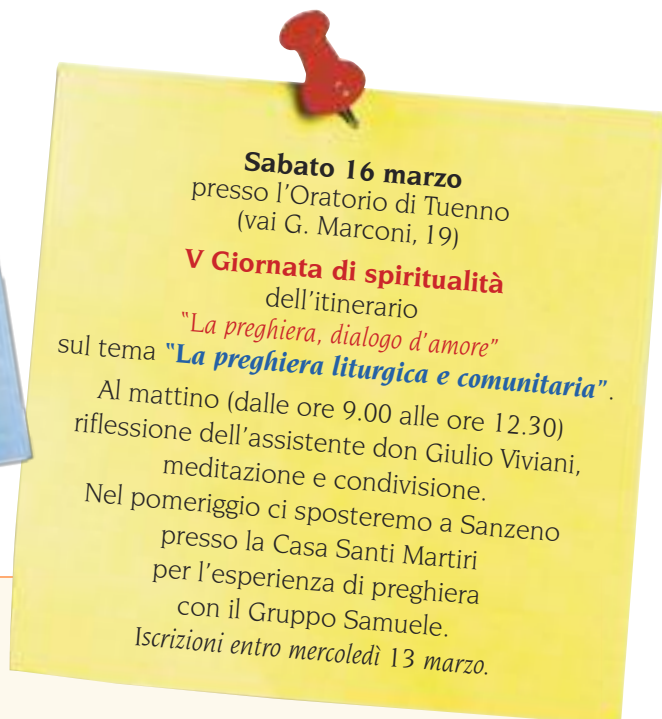 Sabato 16 marzo
presso l'Oratorio di Tuenno
(vai G. Marconi, 19)
V Giornata di spiritualità
dell'itinerario
"La preghiera, dialogo d'amore"
sul tema "La preghiera liturgica e comunitaria".
Al mattino (dalle ore 9.00 alle ore 12.30)
riflessione dell'assistente don Giulio Viviani,
meditazione e condivisione.
Nel pomeriggio ci sposteremo a Sanzeno
presso la Casa Santi Martiri
per l'esperienza di preghiera
con il Gruppo Samuele.
Iscrizioni entro mercoledì 13 marzo.